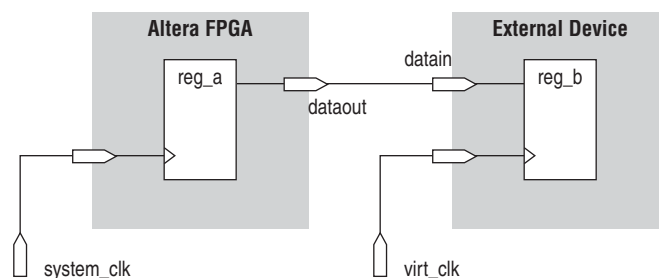 Altera FPGA
External Device
datain
reg_a
reg_b
dataout
system_clk
virt_clk